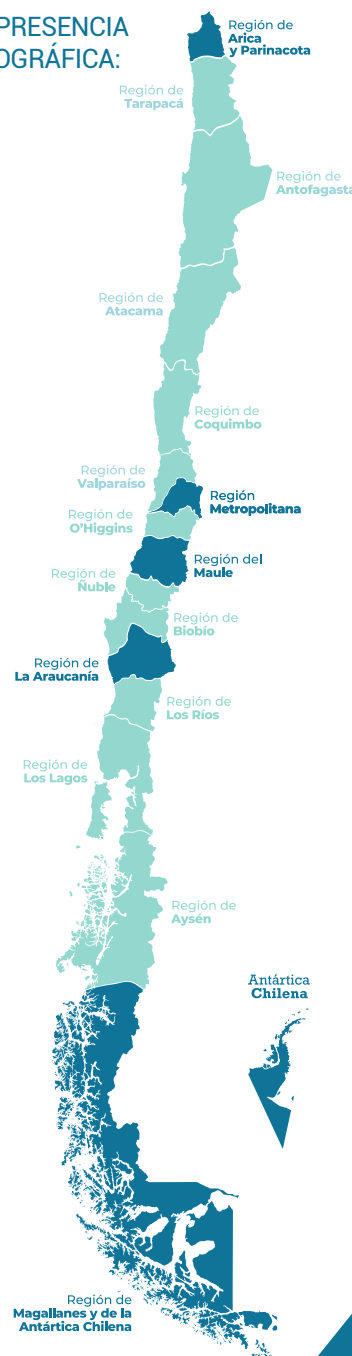 PRESENCIA
OGRÁFICA:
Región de
Arica
y Parinacota
Región de
Tarapacá
Región de
Antofagasta
Región de
Atacama
Región de
Coquimbo
Región de
Valparaíso
Región
Metropolitana
Región de
O'Higgins
Región del
Maule
Región de
Ñuble
Región de
Biobío
Región de
La Araucanía
Región de
Los Ríos
Región de
Los Lagos
Región de
Aysén
Antártica
Chilena
Región de
Magallanes y de la
Antártica Chilena